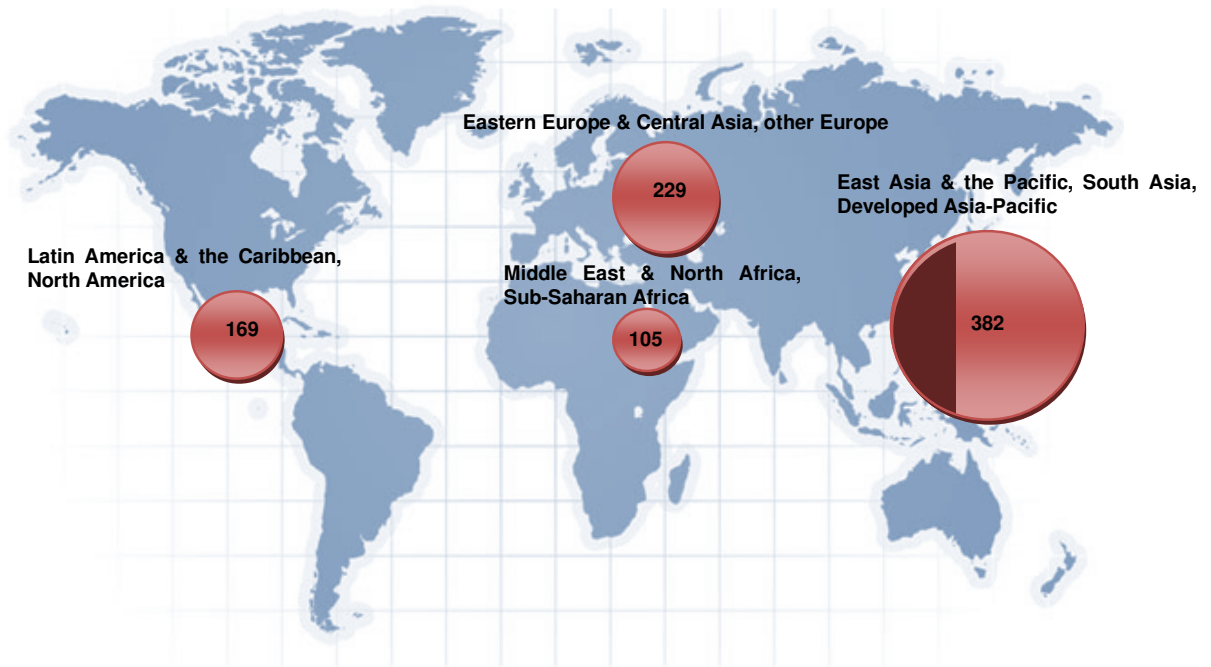 Eastern Europe & Central Asia, other Europe
229
East Asia & the Pacific, South Asia,
Developed Asia-Pacific
382
Latin America & the Caribbean,
North America
169
Middle East & North Africa,
Sub-Saharan Africa
105